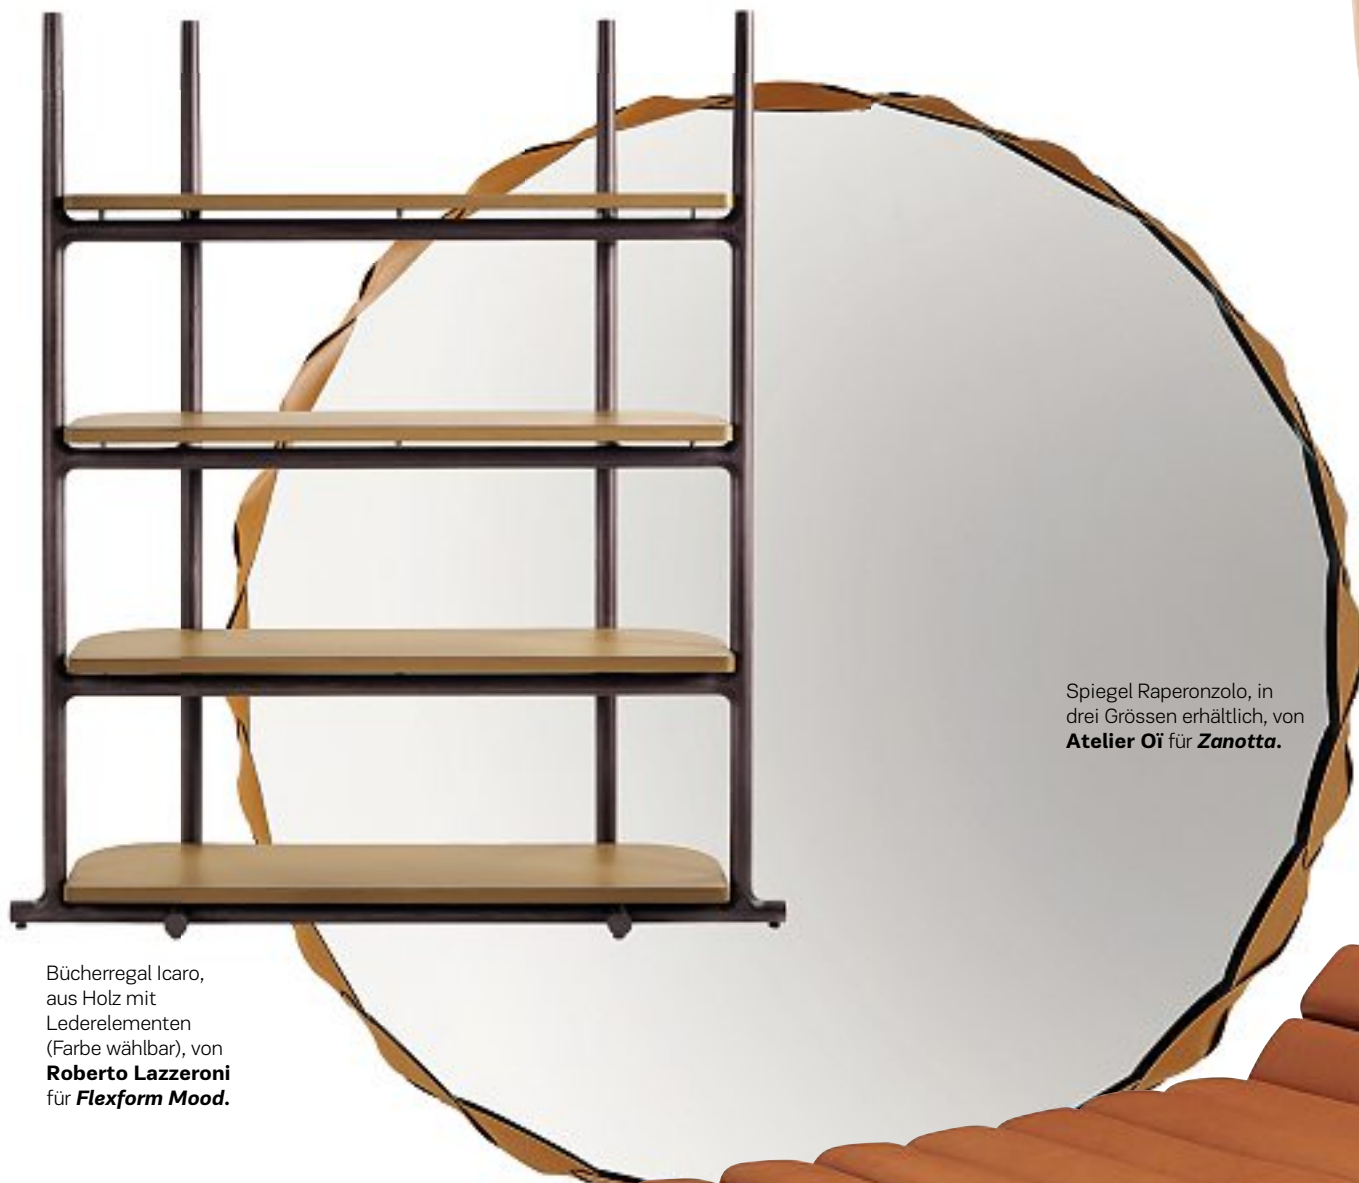 Spiegel Raperonzolo, in
drei Grössen erhältlich, von
Atelier Oï für Zanotta.
Bücherregal Icaro,
aus Holz mit
Lederelementen
(Farbe wählbar), von
Roberto Lazzeroni
für Flexform Mood.